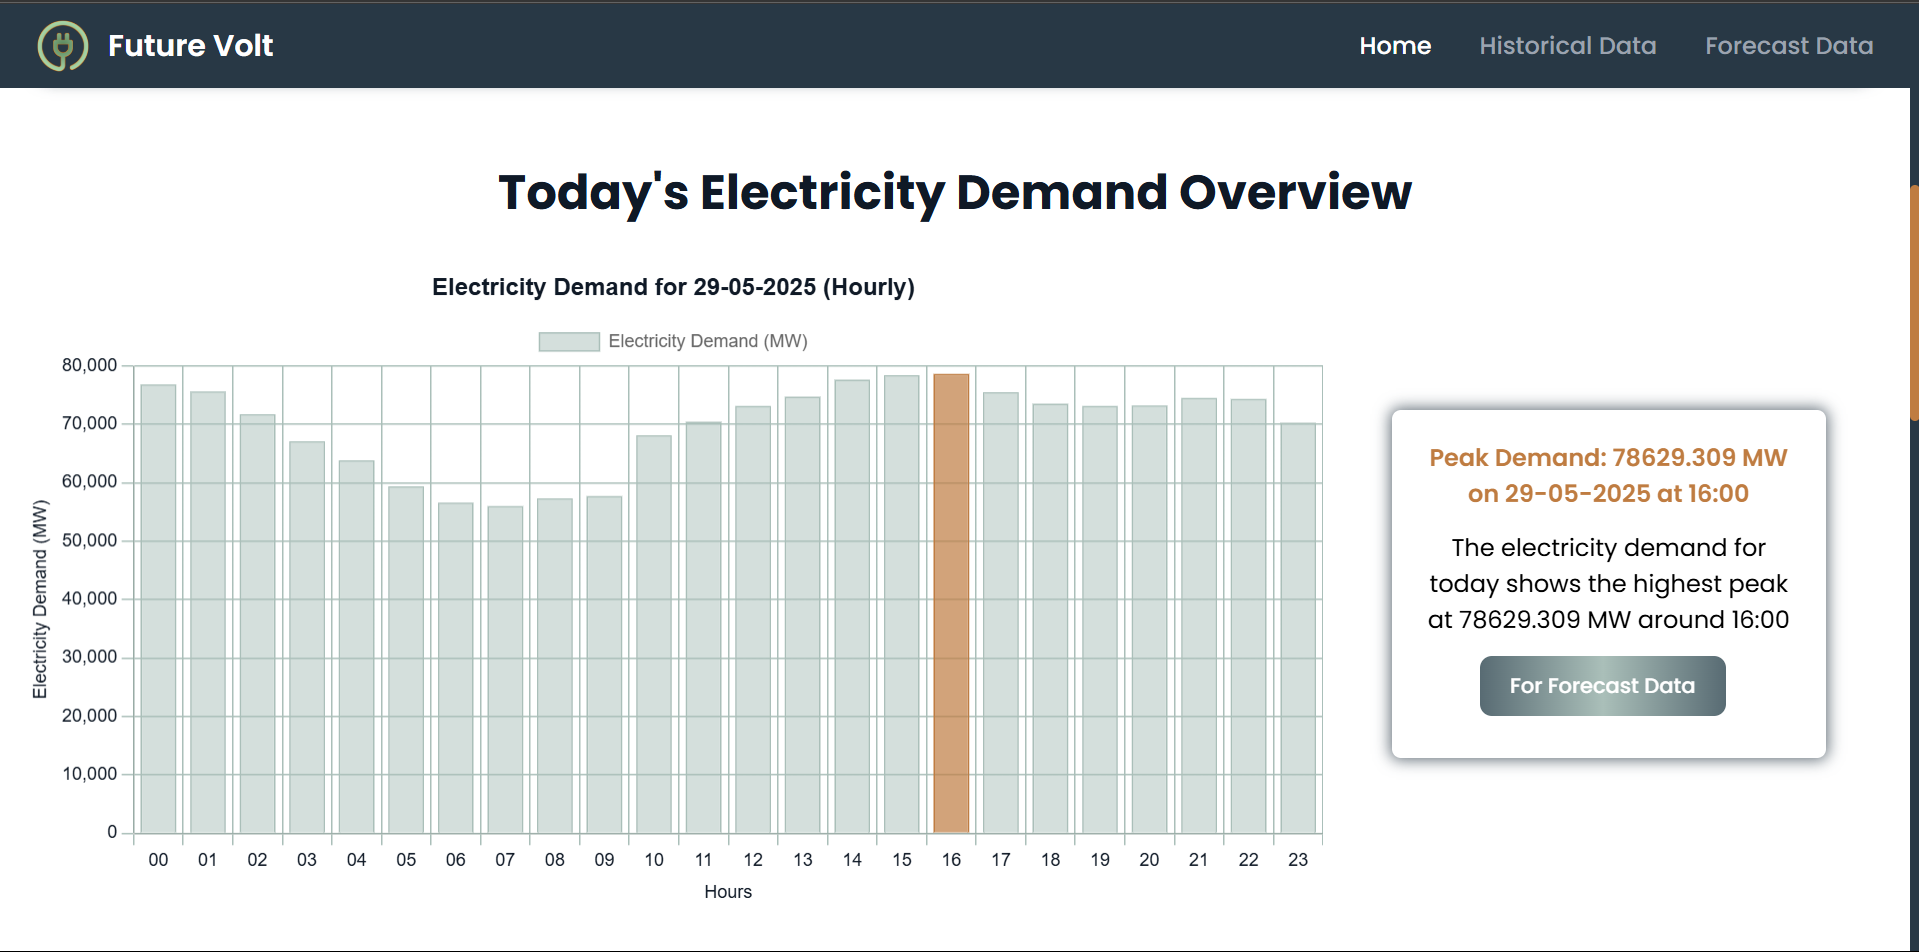 Future Volt
Home
Historical Data
Forecast Data
Today's Electricity Demand Overview
Electricity Demand for 29-05-2025 (Hourly)
Electricity Demand (MW)
80,000
70,000
60,000
50,000
40,000
30,000
20,000
10,000
0
Electricity Demand (MW)
00 01 02 03 04 05 06 07 08 09 10 11 12 13 14 15 16 17 18 19 20 21 22 23
Hours
Peak Demand: 78629.309 MW
on 29-05-2025 at 16:00
The electricity demand for
today shows the highest peak
at 78629.309 MW around 16:00
For Forecast Data